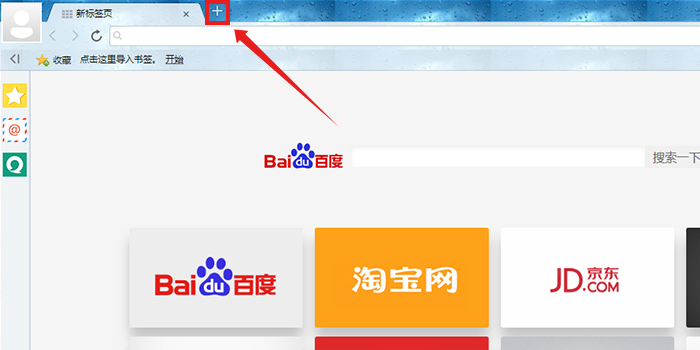 新标签页
收藏 点击这里导入书签。 开始
@
Bai du 百度 搜索一下
Bai du 百度
淘宝网
JD 京东
.COM